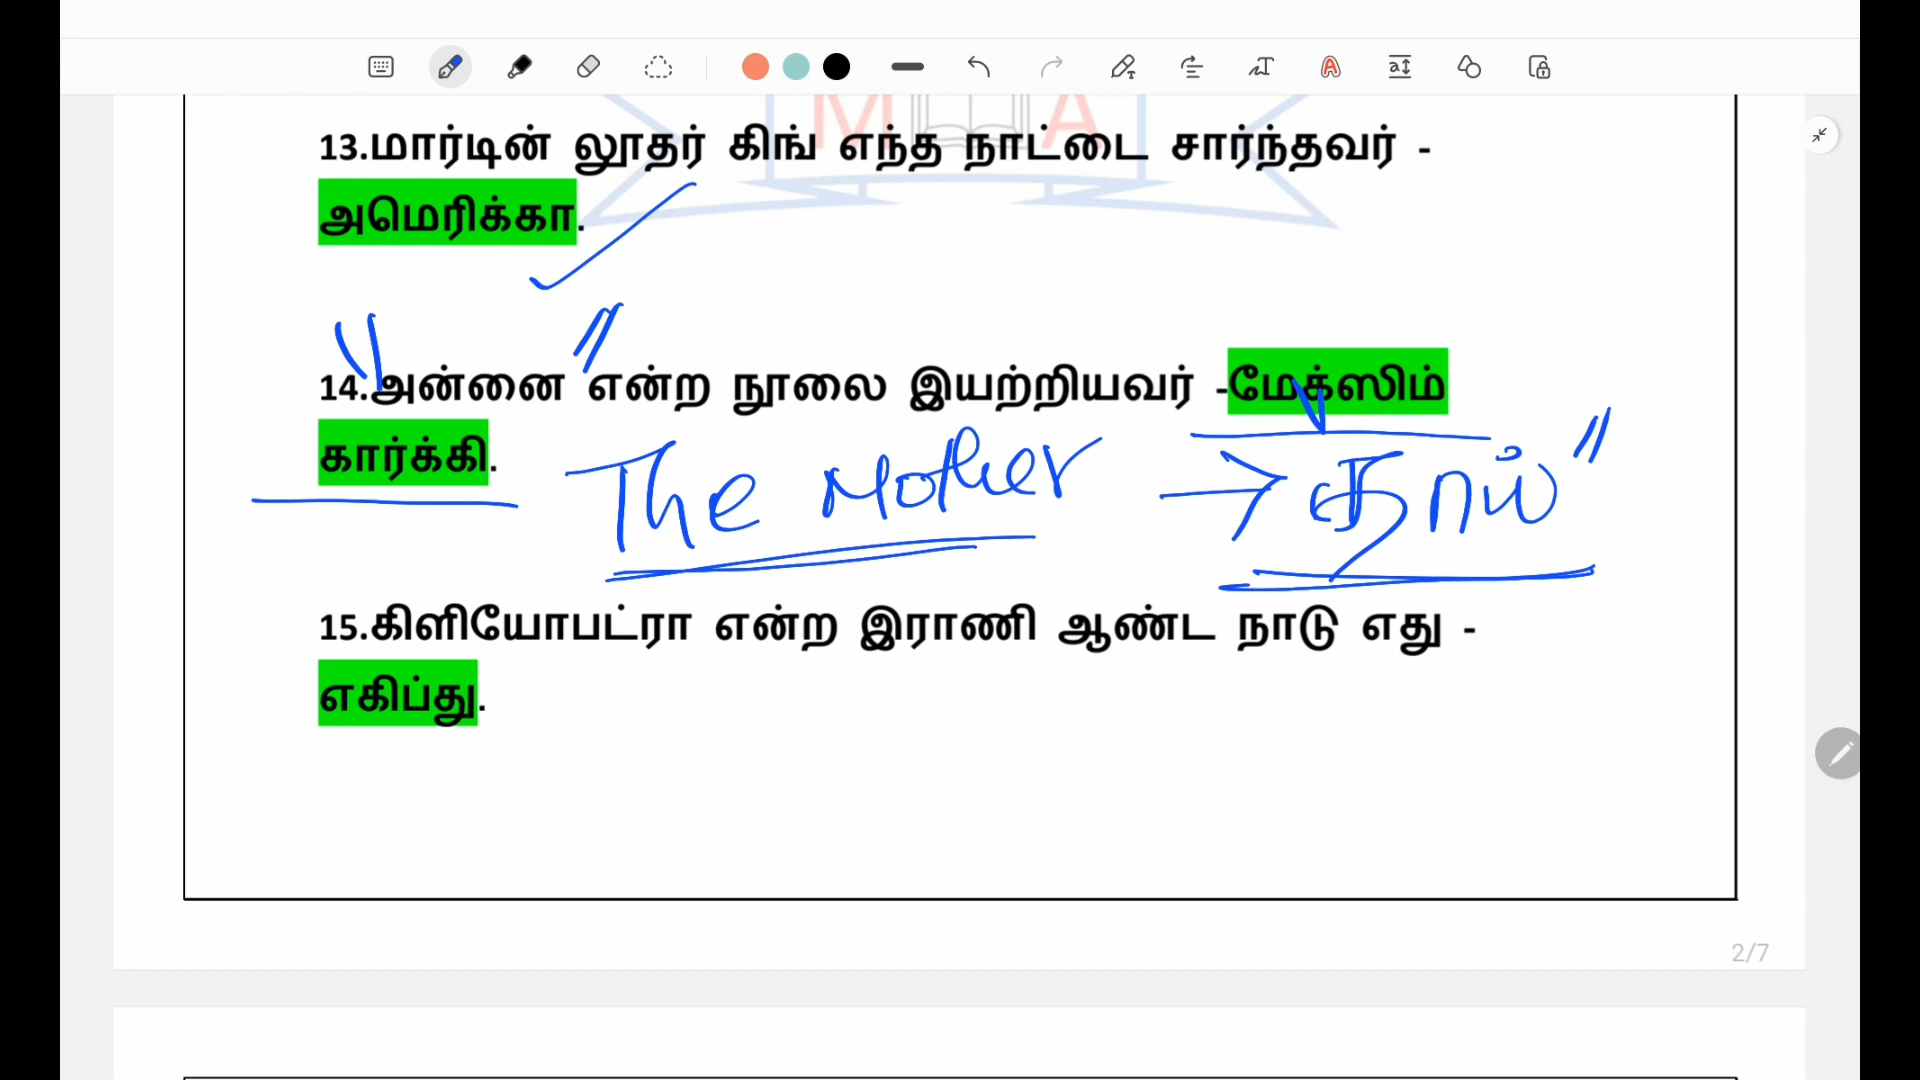 M A
13.மார்டின் லூதர் கிங் எந்த நாட்டை சார்ந்தவர் -
அமெரிக்கா.
14.அன்னை என்ற நூலை இயற்றியவர் -மேக்ஸிம்
கார்க்கி.
The Mother → "தாய்"
15.கிளியோபட்ரா என்ற இராணி ஆண்ட நாடு எது -
எகிப்து.
2/7